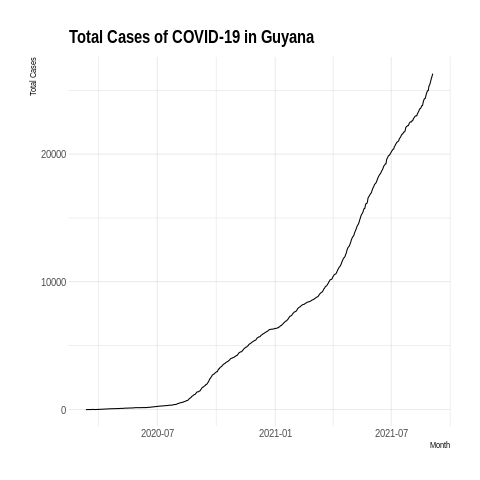 Total Cases of COVID-19 in Guyana
Total Cases
20000
10000
0
2020-07
2021-01
2021-07
Month